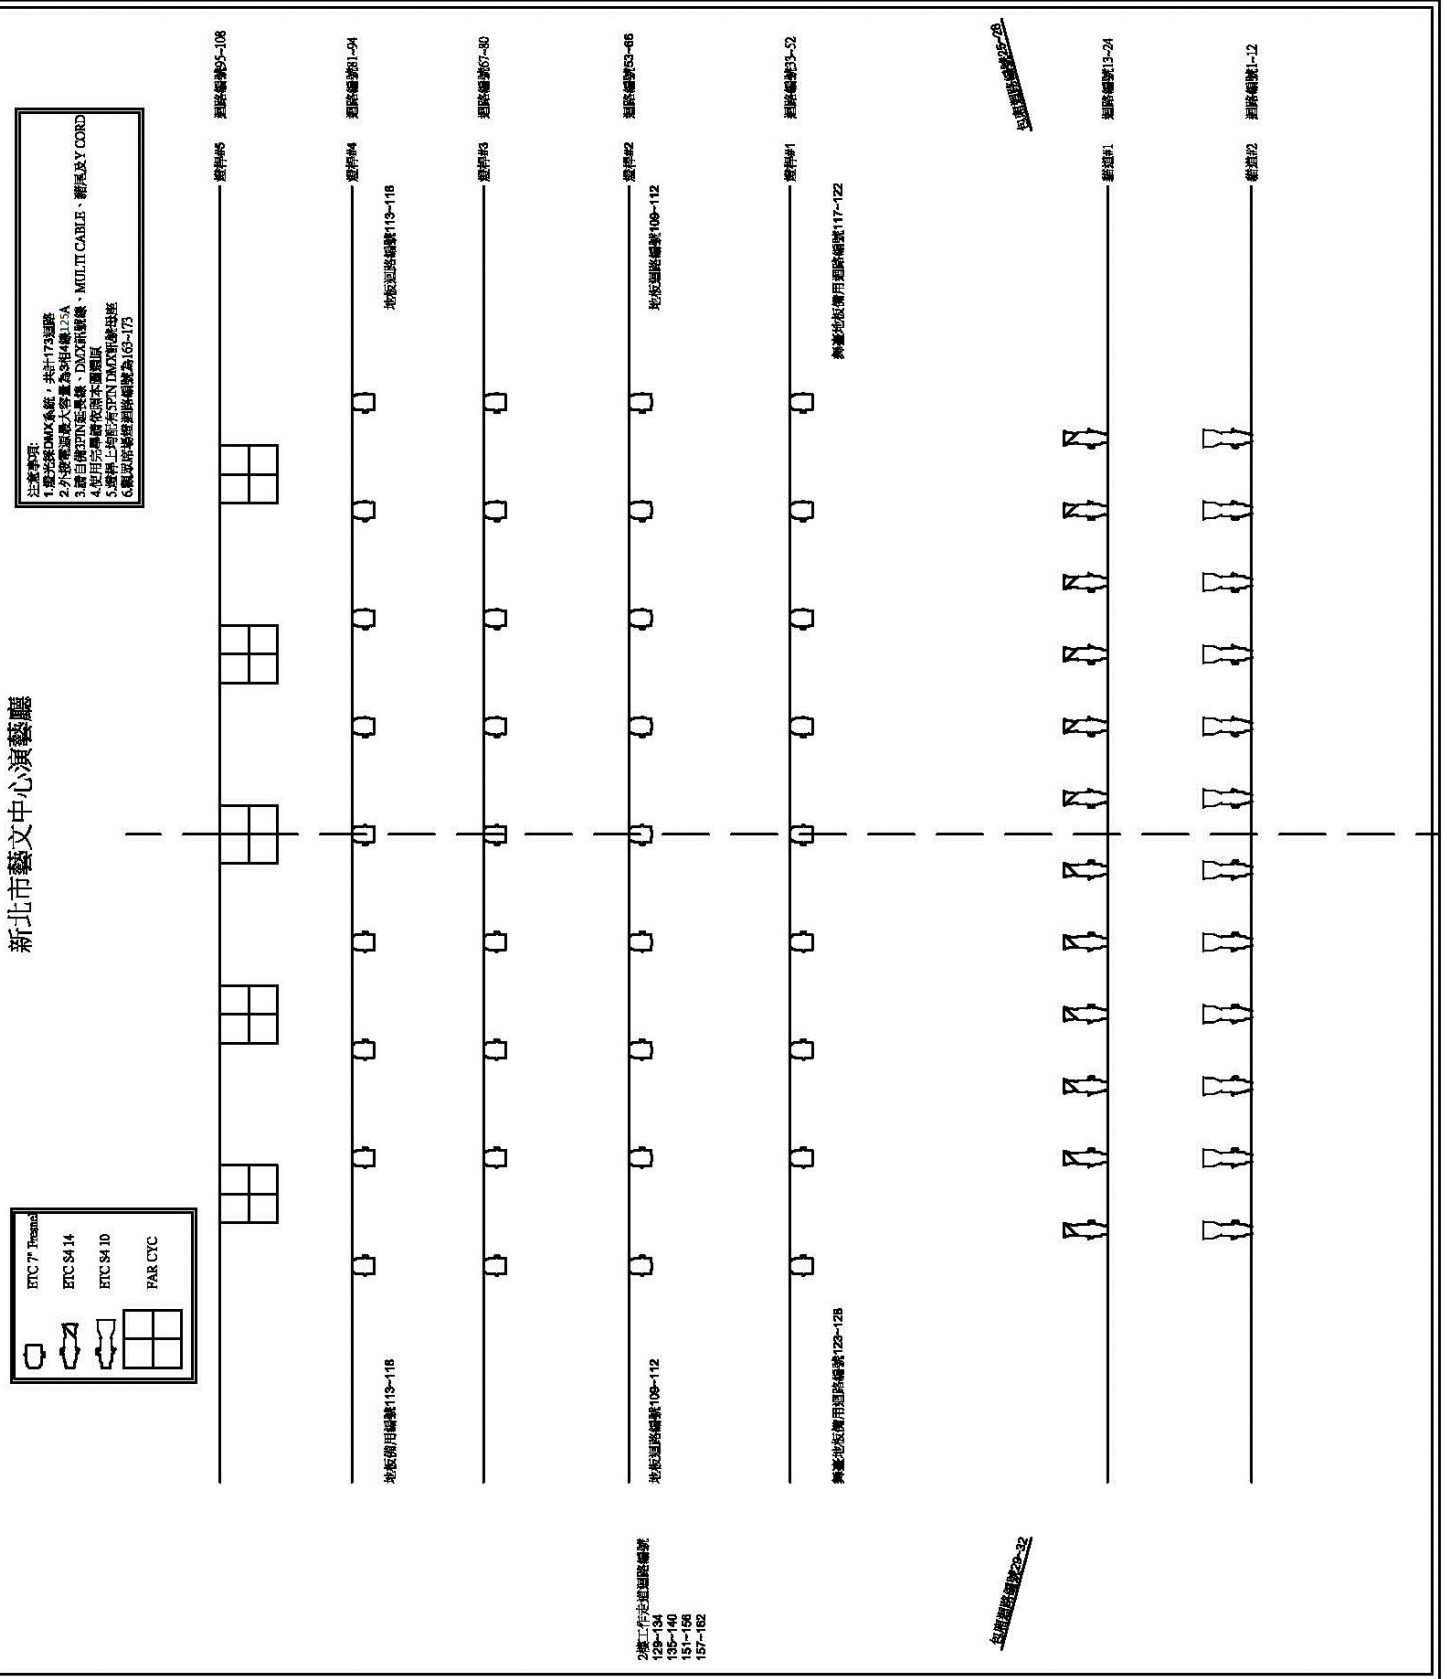 新北市藝文中心演藝廳
ETC 7" Fresnel
ETC S4 14
ETC S4 10
PAR CYC
注意事項:
1.燈光採DMX系統，共計173迴路
2.外接電源最大容量為3相4線125A
3.請自備3PIN延長線、DMX訊號線、MULTI CABLE、豬尾及Y CORD
4.使用完畢請依照本圖還原
5.燈桿上均配有5PIN DMX訊號母座
6.觀眾席場燈迴路編號為163~173
燈桿#5 迴路編號95~108
燈桿#4 迴路編號81~94
地板備用編號113~116
地板迴路編號113~116
燈桿#3 迴路編號67~80
燈桿#2 迴路編號53~66
地板迴路編號109~112
地板迴路編號109~112
2樓工作走道迴路編號
129~134
135~140
151~156
157~162
燈桿#1 迴路編號33~52
舞臺地板備用迴路編號123~128
舞臺地板備用迴路編號117~122
包廂迴路編號29~32
包廂迴路編號25~28
貓道#1 迴路編號13~24
貓道#2 迴路編號1~12